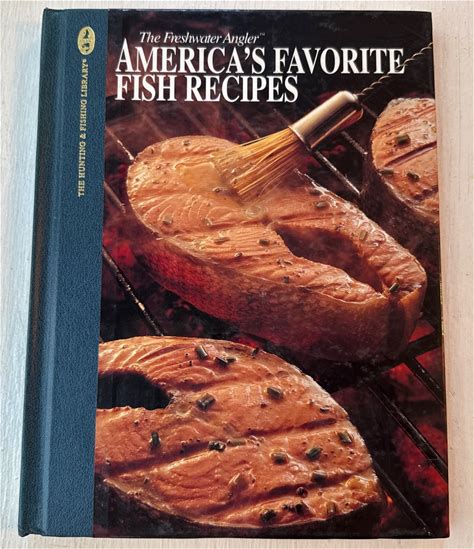 The Freshwater Angler™
AMERICA'S FAVORITE
FISH RECIPES
THE HUNTING & FISHING LIBRARY®